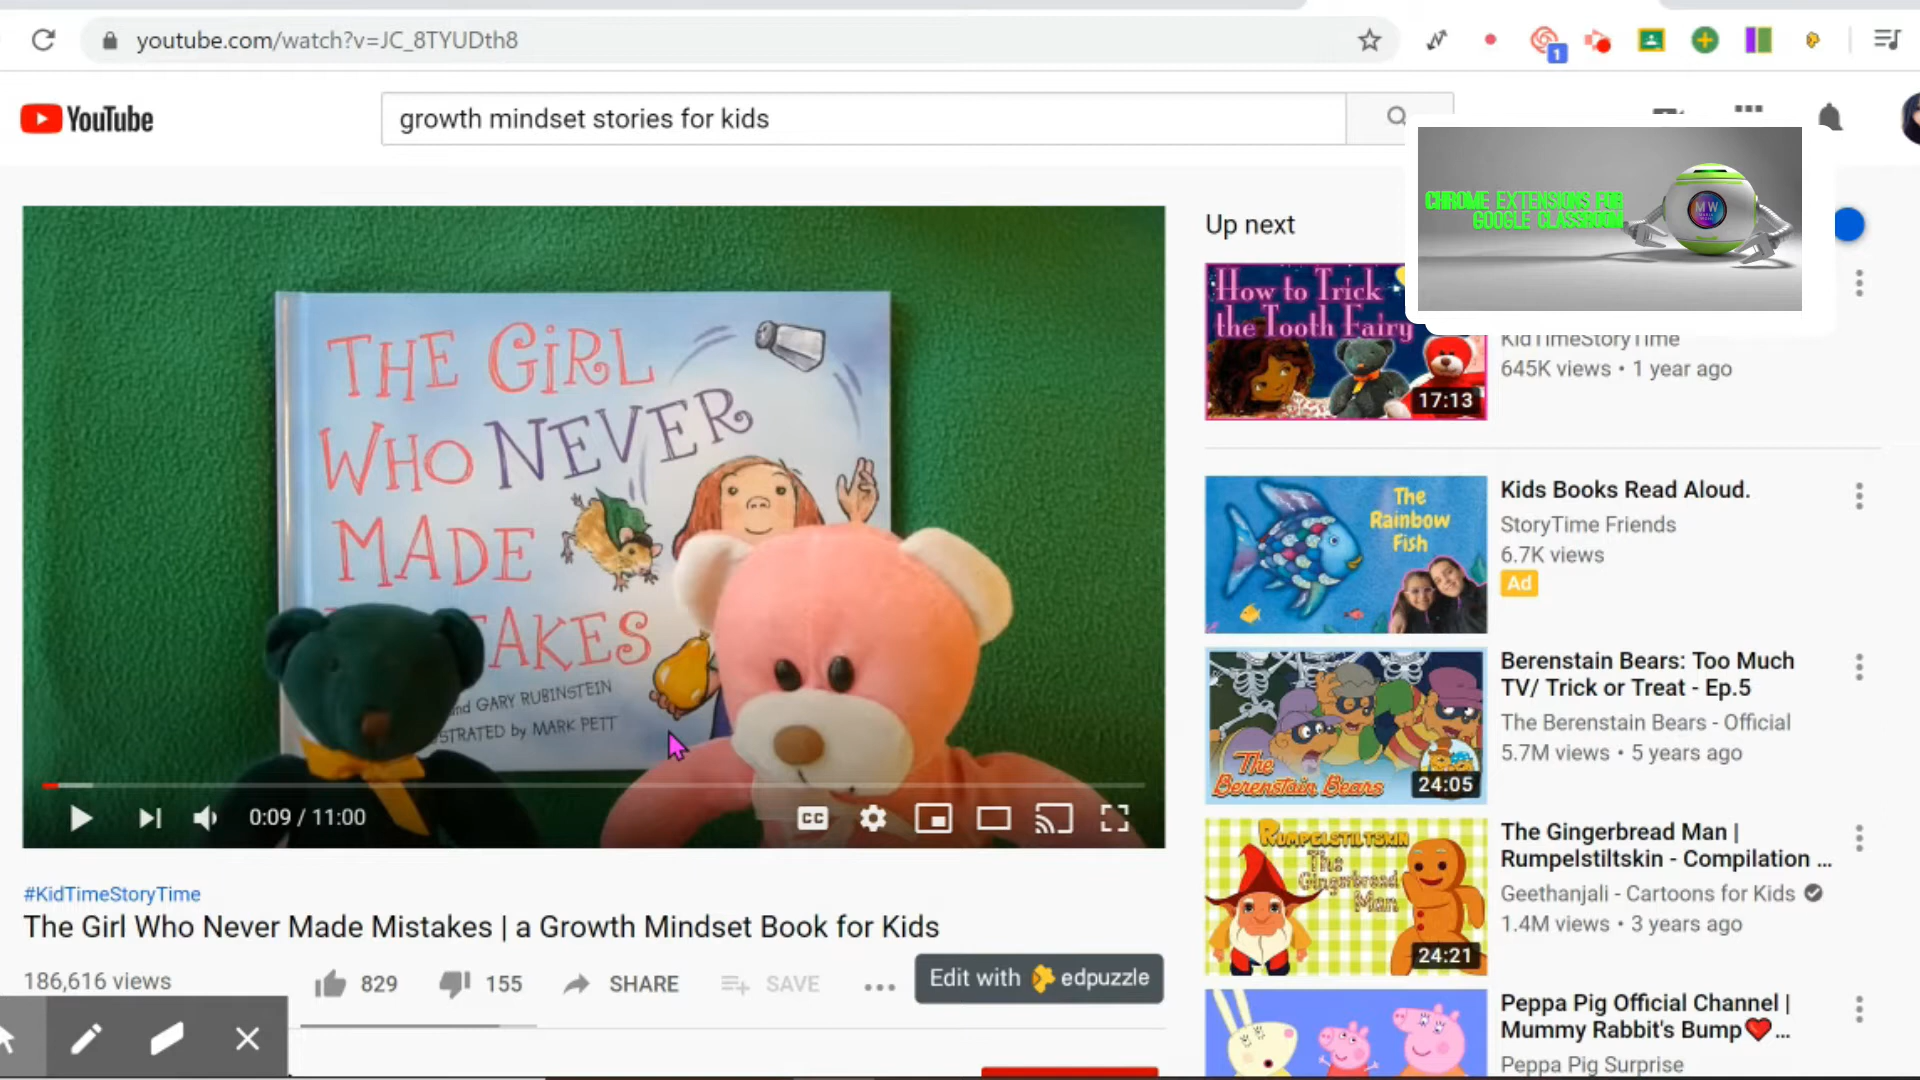 youtube.com/watch?v=JC_8TYUDth8
1
YouTube
growth mindset stories for kids
CHROME EXTENSIONS FOR
GOOGLE CLASSROOM
MW
THE GIRL
WHO NEVER
MADE
TAKES
and GARY RUBINSTEIN
STRATED by MARK PETT
0:09 / 11:00
CC
#KidTimeStoryTime
The Girl Who Never Made Mistakes | a Growth Mindset Book for Kids
186,616 views
829
155
SHARE
SAVE
Edit with edpuzzle
Up next
How to Trick
the Tooth Fairy
17:13
KidTimeStoryTime
645K views • 1 year ago
The
Rainbow
Fish
Kids Books Read Aloud.
StoryTime Friends
6.7K views
Ad
The
Berenstain Bears
24:05
Berenstain Bears: Too Much
TV/ Trick or Treat - Ep.5
The Berenstain Bears - Official
5.7M views • 5 years ago
RUMPELSTILTSKIN
The
Gingerbread
Man
24:21
The Gingerbread Man |
Rumpelstiltskin - Compilation ...
Geethanjali - Cartoons for Kids
1.4M views • 3 years ago
Peppa Pig Official Channel |
Mummy Rabbit's Bump❤️...
Peppa Pig Surprise